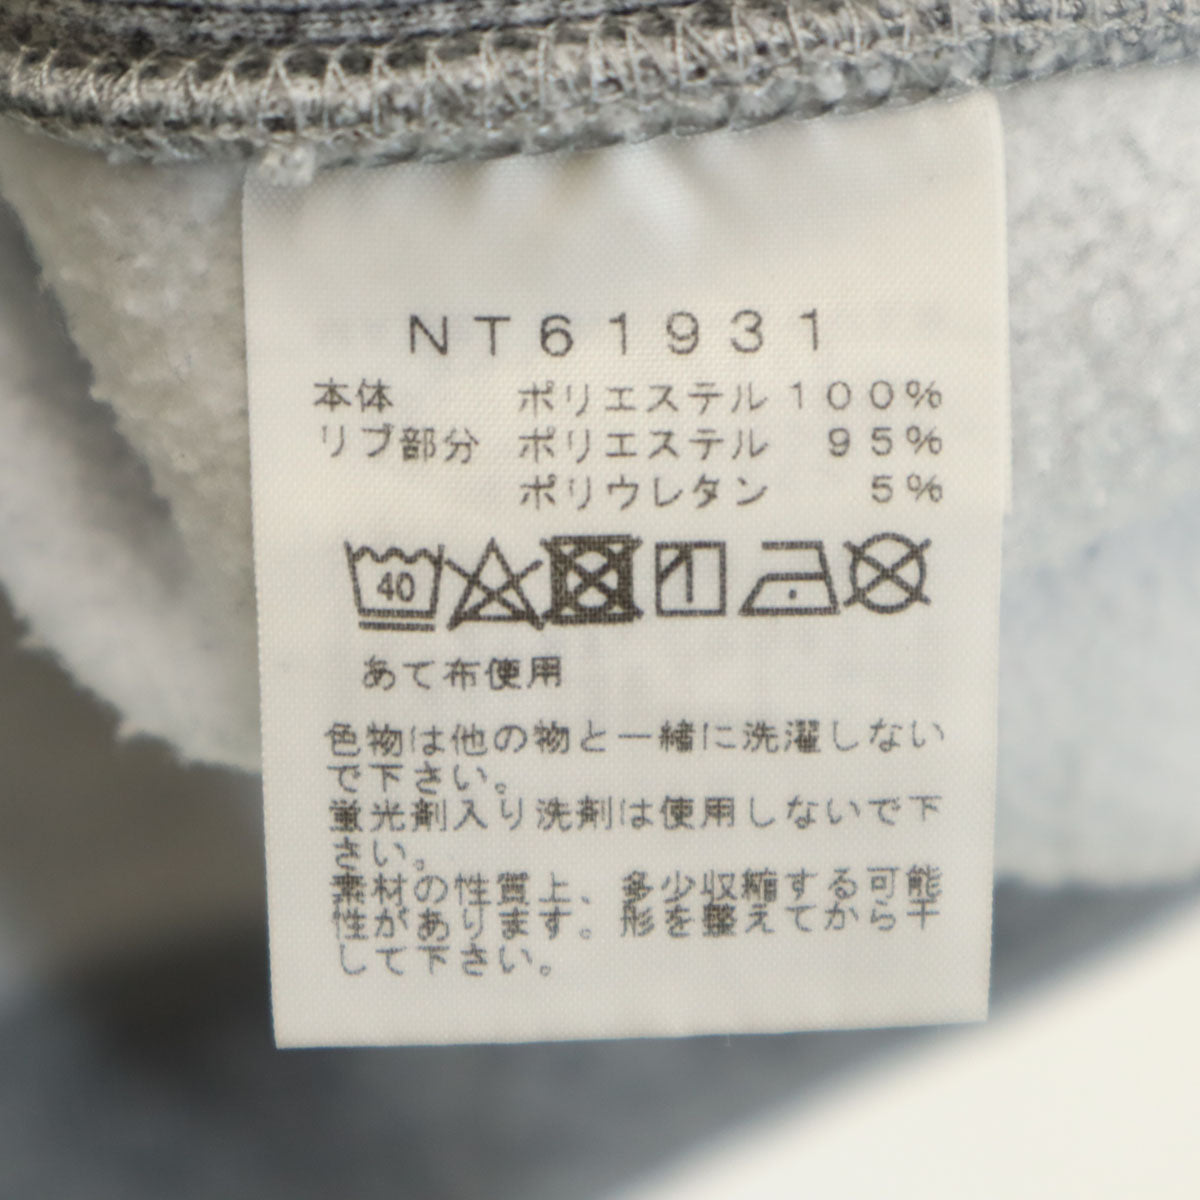 NT61931
本体 ポリエステル100%
リブ部分 ポリエステル 95%
ポリウレタン 5%
40
あて布使用
色物は他の物と一緒に洗濯しない
で下さい。
蛍光剤入り洗剤は使用しないで下
さい。
素材の性質上、多少収縮する可能
性があります。形を整えてから干
して下さい。